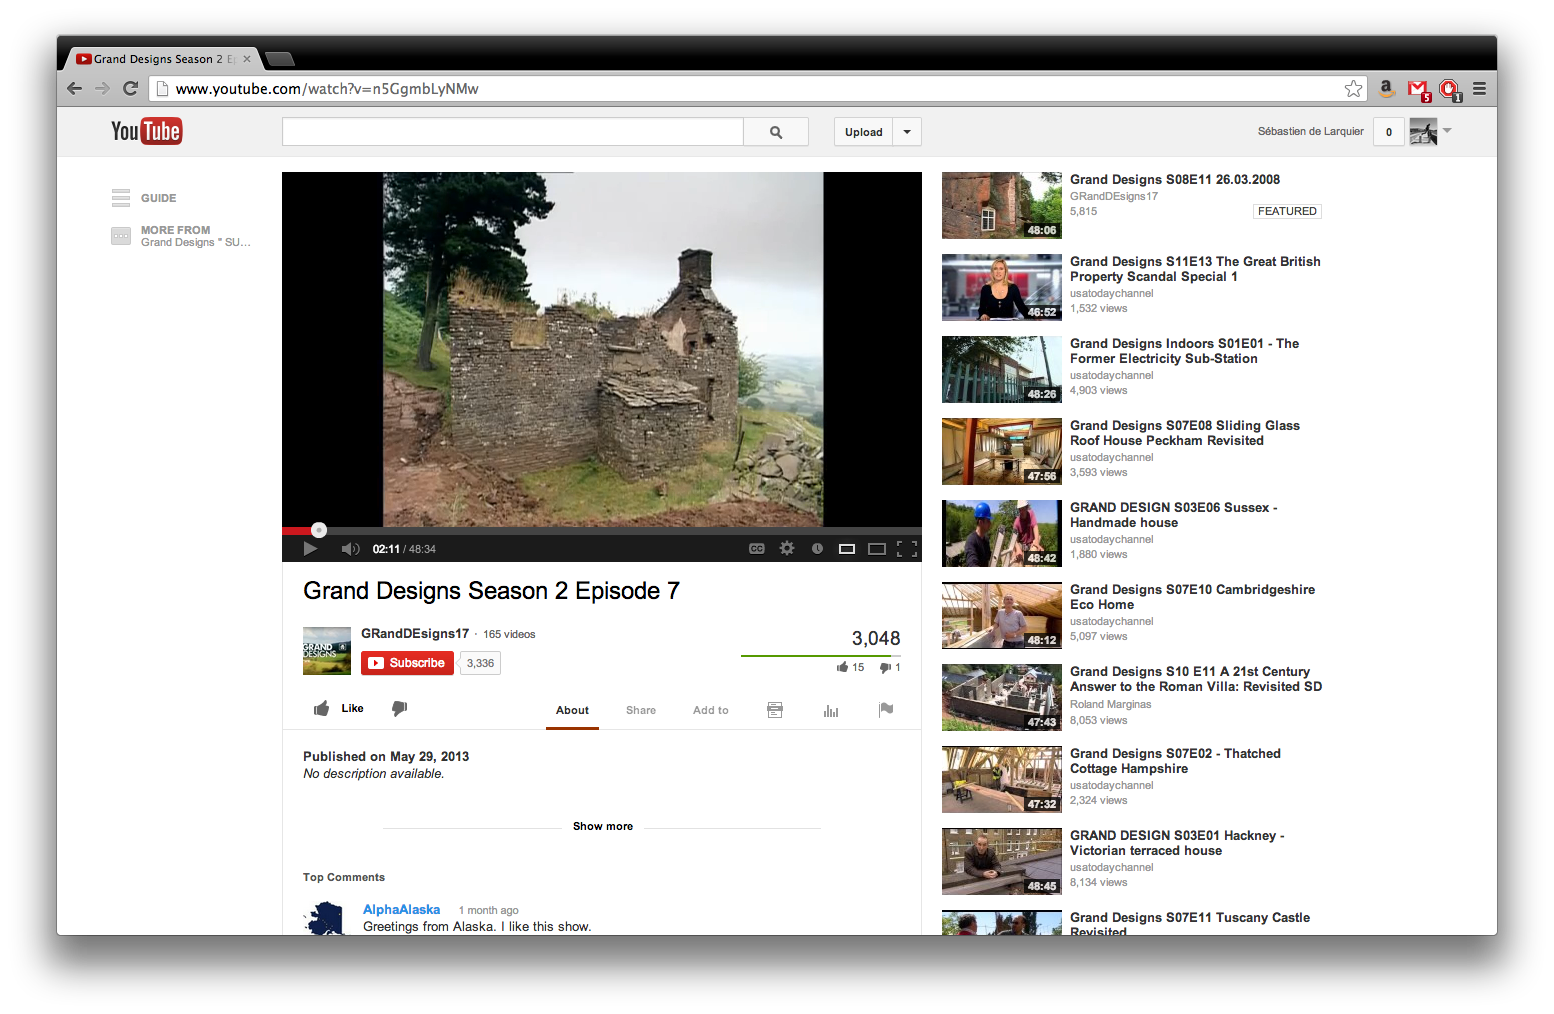 Grand Designs Season 2 Ep
www.youtube.com/watch?v=n5GgmbLyNMw
5
1
YouTube
Upload
Sébastien de Larquier
0
GUIDE
MORE FROM
Grand Designs " SU...
02:11 / 48:34
CC
Grand Designs Season 2 Episode 7
GRAND
DESIGNS
GRandDEsigns17 · 165 videos
Subscribe
3,336
3,048
15
1
Like
About
Share
Add to
Published on May 29, 2013
No description available.
Show more
Top Comments
AlphaAlaska 1 month ago
Greetings from Alaska. I like this show.
48:06
Grand Designs S08E11 26.03.2008
GRandDEsigns17
5,815
FEATURED
46:52
Grand Designs S11E13 The Great British
Property Scandal Special 1
usatodaychannel
1,532 views
48:26
Grand Designs Indoors S01E01 - The
Former Electricity Sub-Station
usatodaychannel
4,903 views
47:56
Grand Designs S07E08 Sliding Glass
Roof House Peckham Revisited
usatodaychannel
3,593 views
48:42
GRAND DESIGN S03E06 Sussex -
Handmade house
usatodaychannel
1,880 views
48:12
Grand Designs S07E10 Cambridgeshire
Eco Home
usatodaychannel
5,097 views
47:43
Grand Designs S10 E11 A 21st Century
Answer to the Roman Villa: Revisited SD
Roland Marginas
8,053 views
47:32
Grand Designs S07E02 - Thatched
Cottage Hampshire
usatodaychannel
2,324 views
48:45
GRAND DESIGN S03E01 Hackney -
Victorian terraced house
usatodaychannel
8,134 views
Grand Designs S07E11 Tuscany Castle
Revisited